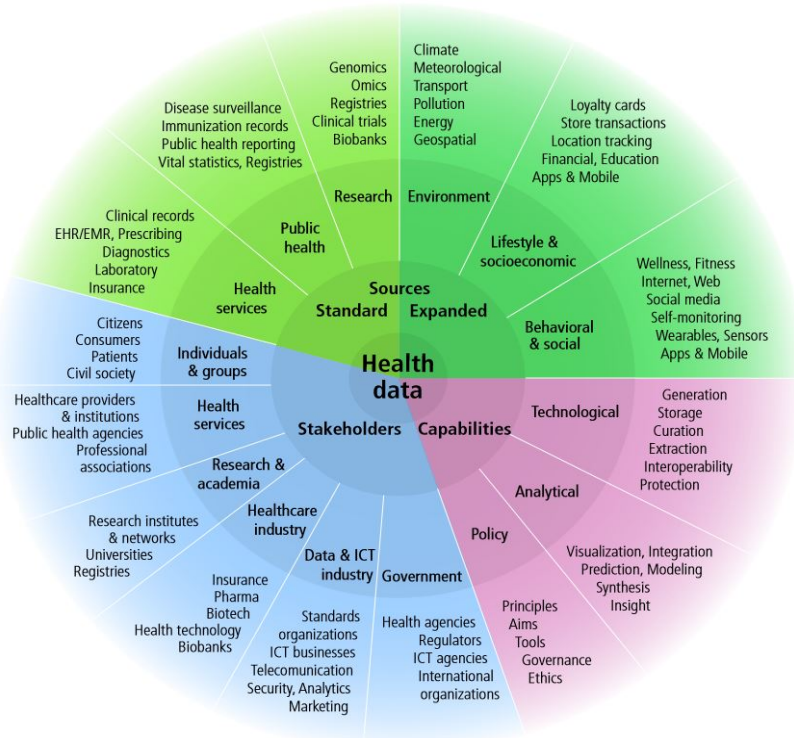 Health
data
Sources
Standard
Expanded
Stakeholders
Capabilities
Research
Genomics
Omics
Registries
Clinical trials
Biobanks
Public
health
Disease surveillance
Immunization records
Public health reporting
Vital statistics, Registries
Health
services
Clinical records
EHR/EMR, Prescribing
Diagnostics
Laboratory
Insurance
Environment
Climate
Meteorological
Transport
Pollution
Energy
Geospatial
Lifestyle &
socioeconomic
Loyalty cards
Store transactions
Location tracking
Financial, Education
Apps & Mobile
Behavioral
& social
Wellness, Fitness
Internet, Web
Social media
Self-monitoring
Wearables, Sensors
Apps & Mobile
Technological
Generation
Storage
Curation
Extraction
Interoperability
Protection
Analytical
Visualization, Integration
Prediction, Modeling
Synthesis
Insight
Policy
Principles
Aims
Tools
Governance
Ethics
Government
Health agencies
Regulators
ICT agencies
International
organizations
Data & ICT
industry
Standards
organizations
ICT businesses
Telecommunication
Security, Analytics
Marketing
Healthcare
industry
Insurance
Pharma
Biotech
Health technology
Biobanks
Research &
academia
Research institutes
& networks
Universities
Registries
Health
services
Healthcare providers
& institutions
Public health agencies
Professional
associations
Individuals
& groups
Citizens
Consumers
Patients
Civil society